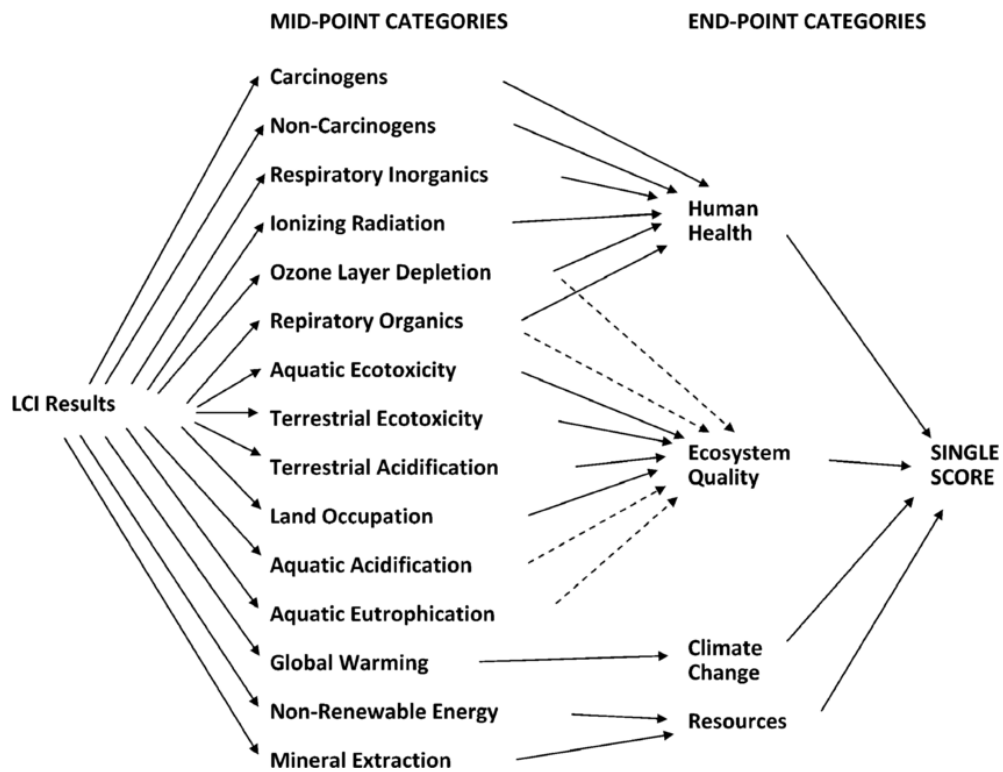 MID-POINT CATEGORIES
END-POINT CATEGORIES
Carcinogens
Non-Carcinogens
Respiratory Inorganics
Ionizing Radiation
Ozone Layer Depletion
Repiratory Organics
Aquatic Ecotoxicity
Terrestrial Ecotoxicity
Terrestrial Acidification
Land Occupation
Aquatic Acidification
Aquatic Eutrophication
Global Warming
Non-Renewable Energy
Mineral Extraction
LCI Results
Human
Health
Ecosystem
Quality
Climate
Change
Resources
SINGLE
SCORE